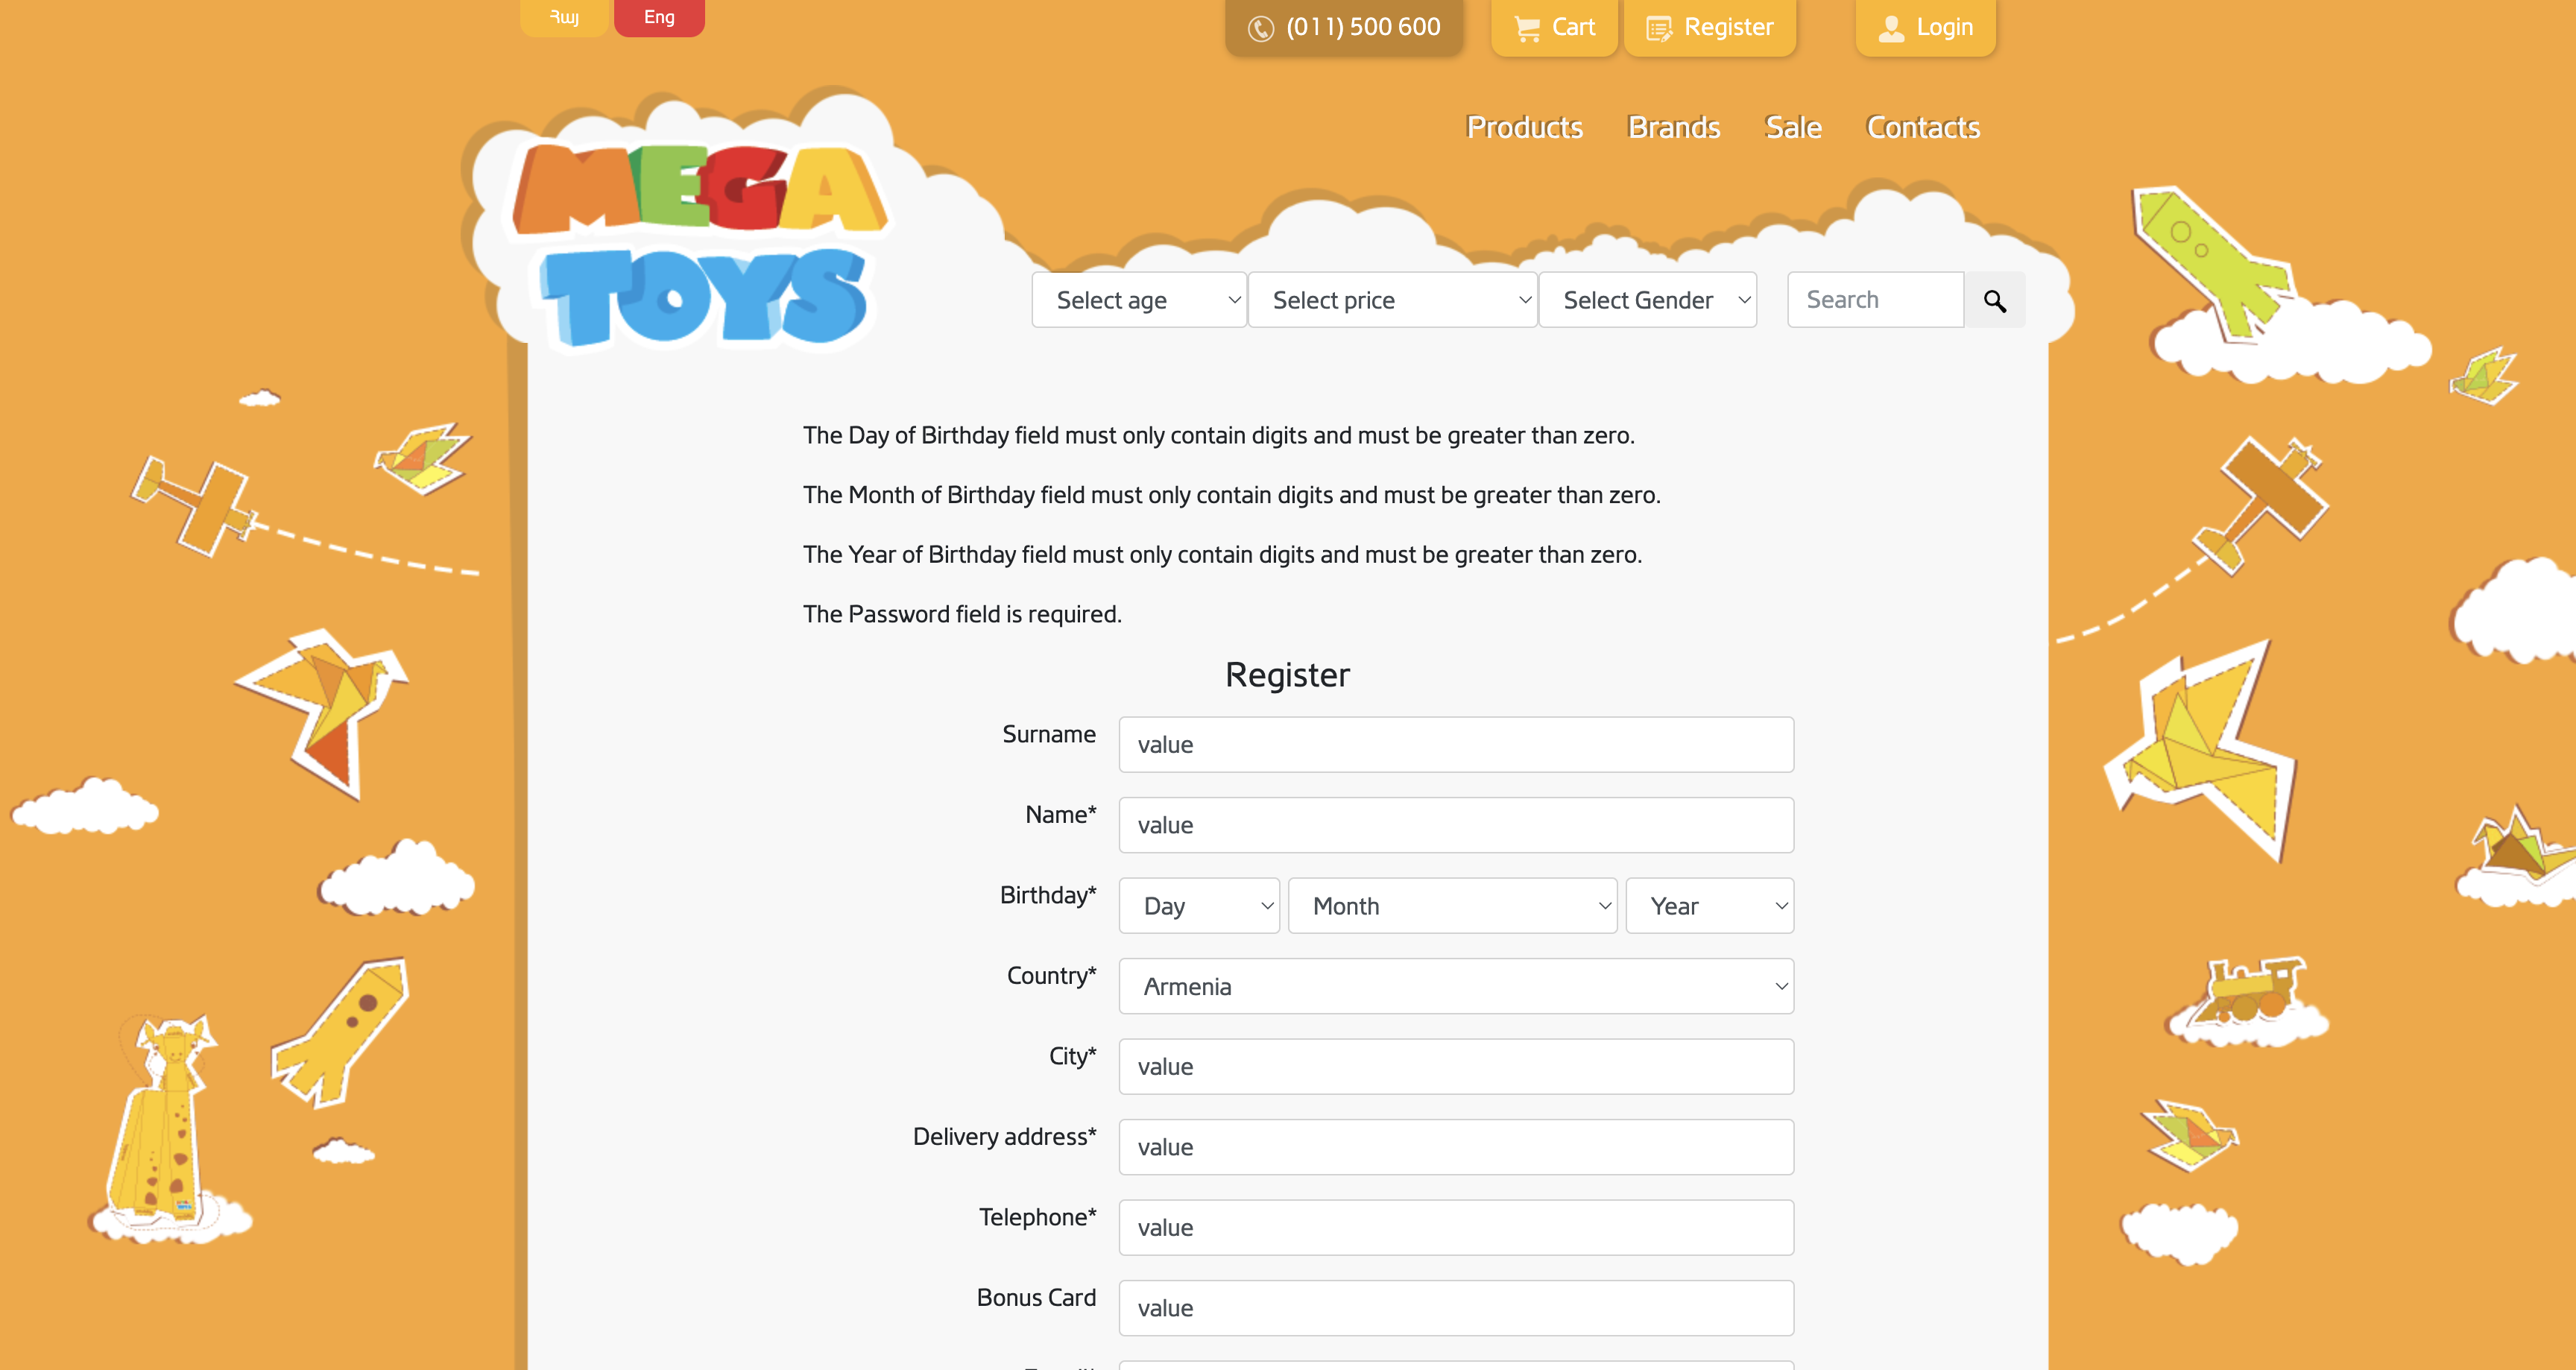 Հայ
Eng
(011) 500 600
Cart
Register
Login
Products
Brands
Sale
Contacts
MEGA
TOYS
Select age
Select price
Select Gender
Search
The Day of Birthday field must only contain digits and must be greater than zero.
The Month of Birthday field must only contain digits and must be greater than zero.
The Year of Birthday field must only contain digits and must be greater than zero.
The Password field is required.
Register
Surname
value
Name*
value
Birthday*
Day
Month
Year
Country*
Armenia
City*
value
Delivery address*
value
Telephone*
value
Bonus Card
value